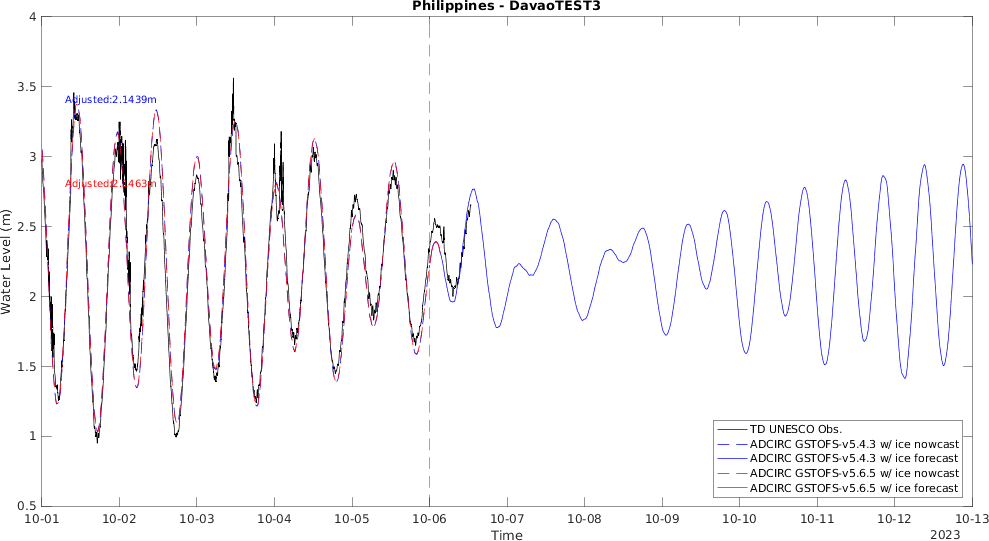 Philippines - DavaoTEST3
4
3.5
3
2.5
2
1.5
1
0.5
Water Level (m)
Adjusted:2.1439m
Adjusted:2.1463m
TD UNESCO Obs.
ADCIRC GSTOFS-v5.4.3 w/ ice nowcast
ADCIRC GSTOFS-v5.4.3 w/ ice forecast
ADCIRC GSTOFS-v5.6.5 w/ ice nowcast
ADCIRC GSTOFS-v5.6.5 w/ ice forecast
10-01 10-02 10-03 10-04 10-05 10-06 10-07 10-08 10-09 10-10 10-11 10-12 10-13
Time
2023